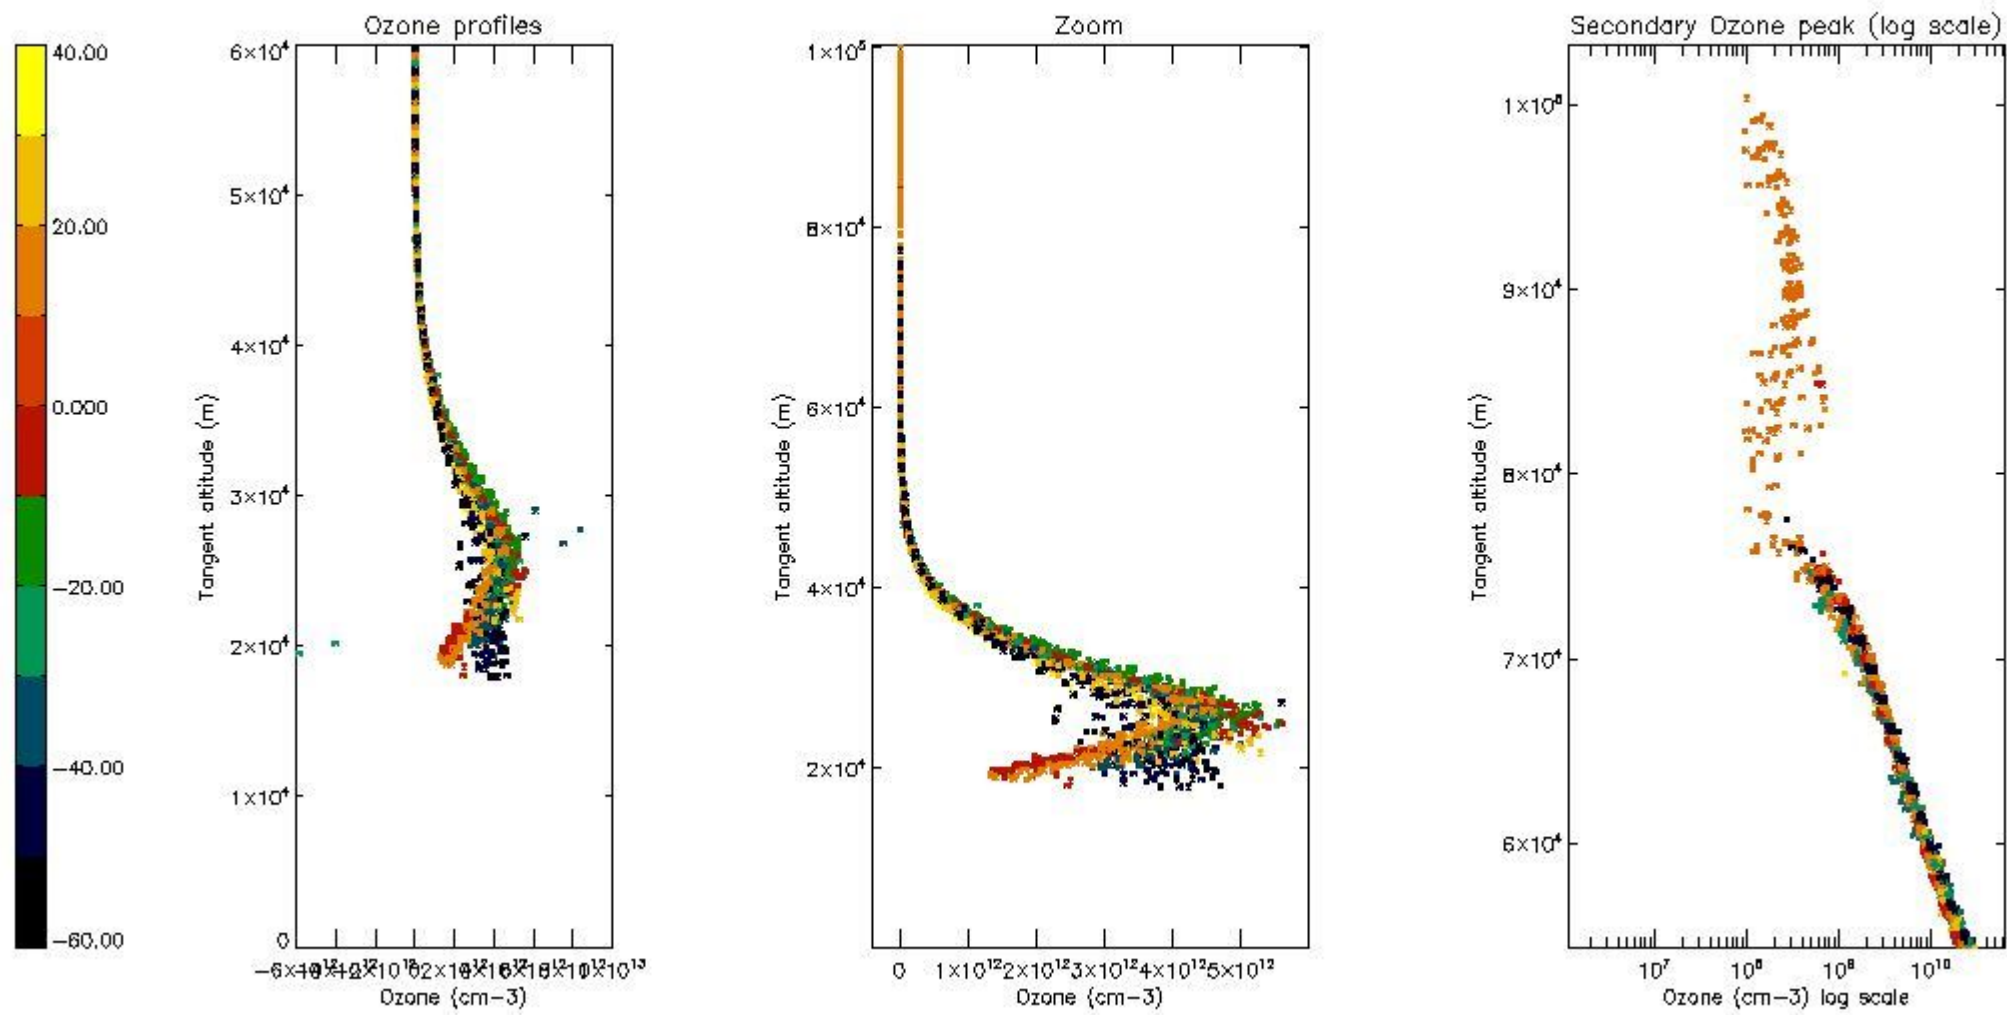 Ozone profiles
Zoom
Secondary Ozone peak (log scale)
40.00
20.00
0.000
-20.00
-40.00
-60.00
6×10⁴
5×10⁴
4×10⁴
3×10⁴
2×10⁴
1×10⁴
0
Tangent altitude (m)
Ozone (cm-3)
1×10⁵
8×10⁴
6×10⁴
4×10⁴
2×10⁴
Tangent altitude (m)
0 1×10¹² 2×10¹² 3×10¹² 4×10¹² 5×10¹²
Ozone (cm-3)
9×10⁴
8×10⁴
7×10⁴
6×10⁴
Tangent altitude (m)
10⁷ 10⁸ 10⁹ 10¹⁰
Ozone (cm-3) log scale